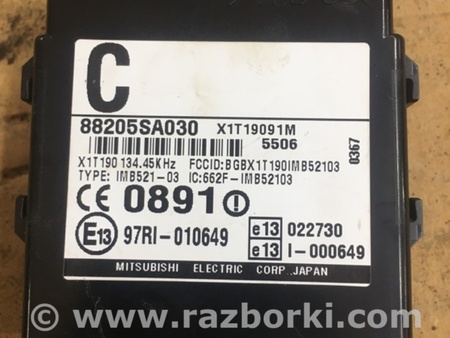 C
88205SA030 X1T19091M
5506
X1T190 134.45KHz FCCID:BGBX1T190IMB52103
TYPE: IMB521-03 IC:662F-IMB52103
0367
CE 0891
E13 97RI-010649
e13 022730
e13 I-000649
MITSUBISHI ELECTRIC CORP. JAPAN
www.razborki.com